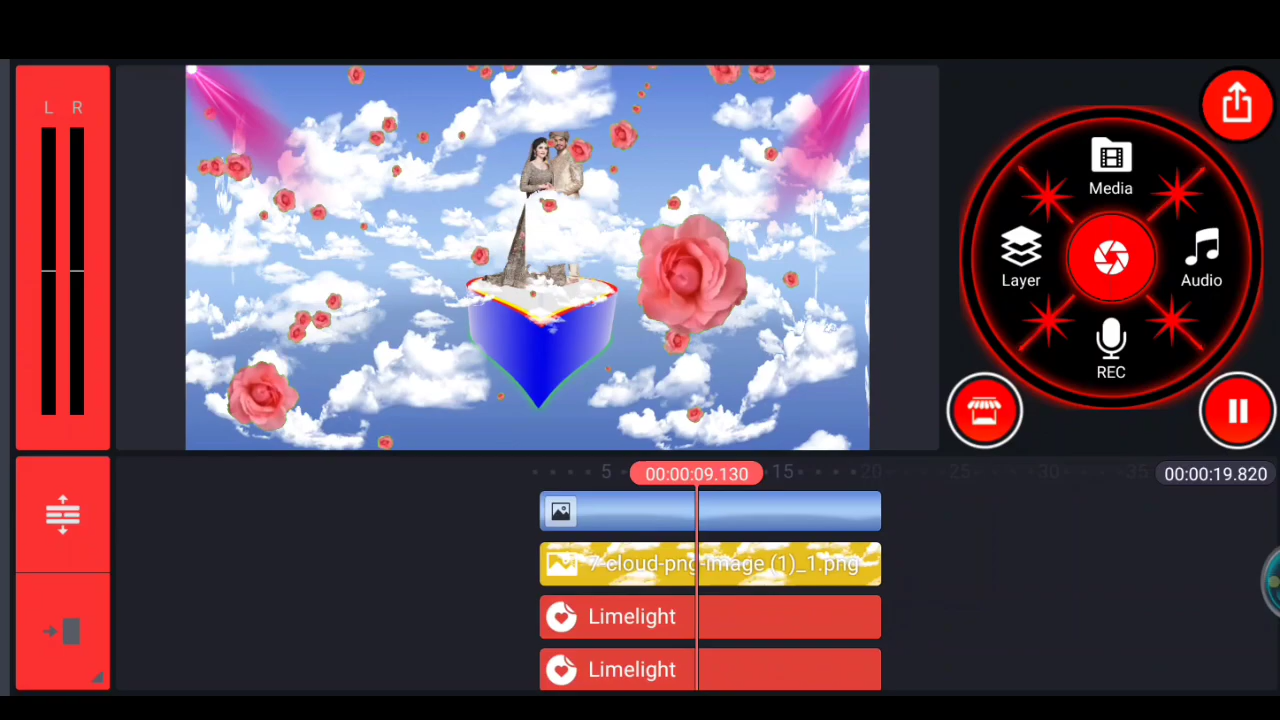 L R
Media
Layer
Audio
REC
5 00:00:09.130 15 20 25 30 35 00:00:19.820
7-cloud-png-image (1)_1.png
Limelight
Limelight